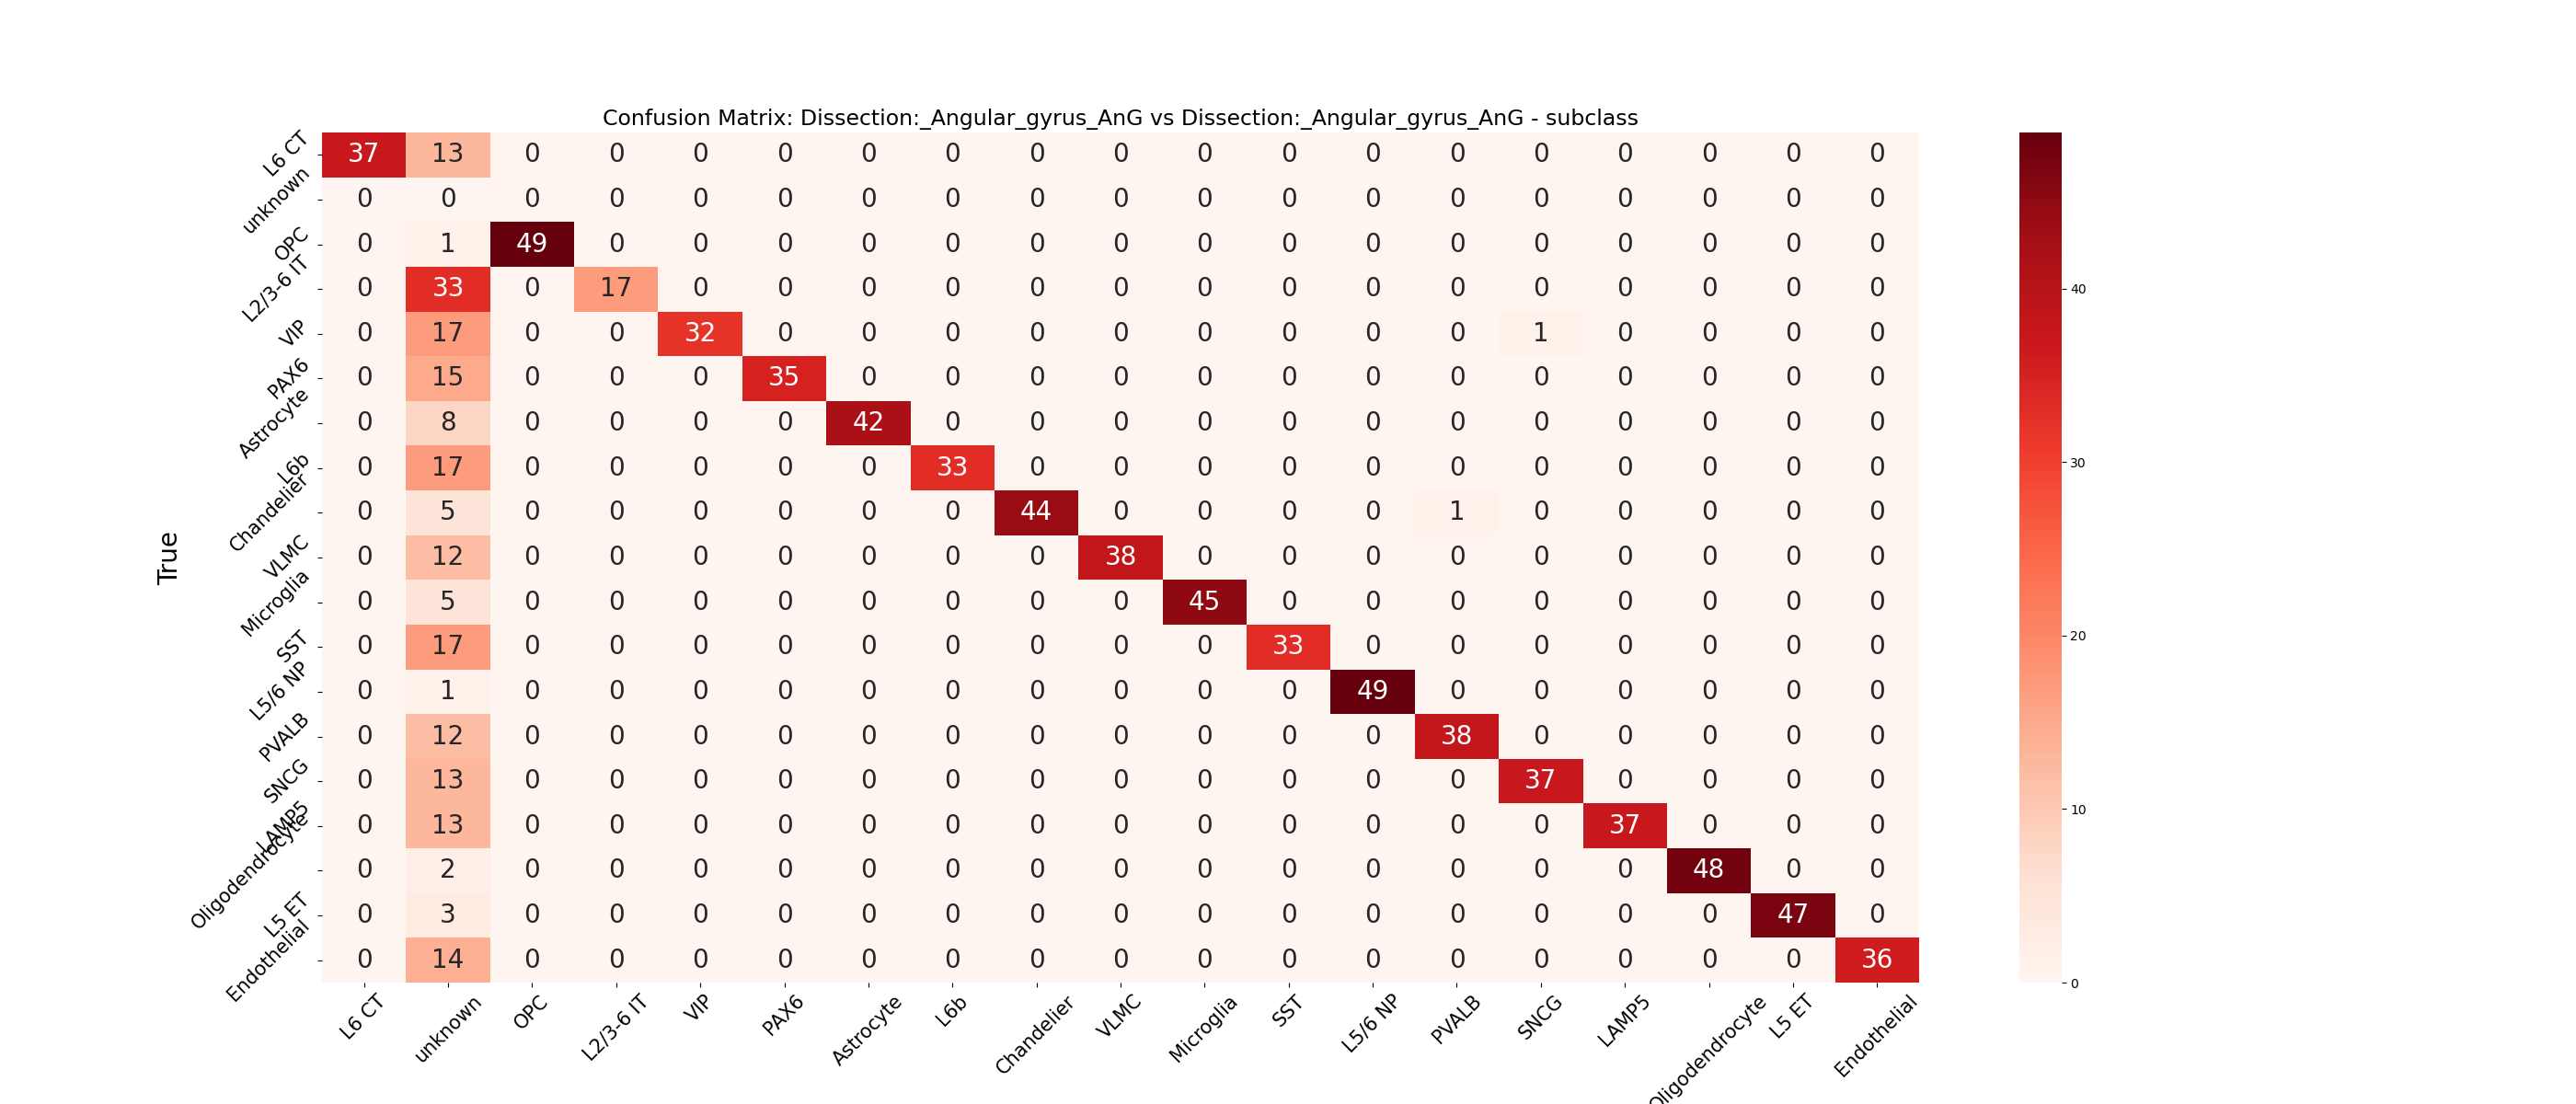 Confusion Matrix: Dissection:_Angular_gyrus_AnG vs Dissection:_Angular_gyrus_AnG - subclass
True
L6 CT 37 13 0 0 0 0 0 0 0 0 0 0 0 0 0 0 0 0 0
unknown 0 0 0 0 0 0 0 0 0 0 0 0 0 0 0 0 0 0 0
OPC 0 1 49 0 0 0 0 0 0 0 0 0 0 0 0 0 0 0 0
L2/3-6 IT 0 33 0 17 0 0 0 0 0 0 0 0 0 0 0 0 0 0 0
VIP 0 17 0 0 32 0 0 0 0 0 0 0 0 0 1 0 0 0 0
PAX6 0 15 0 0 0 35 0 0 0 0 0 0 0 0 0 0 0 0 0
Astrocyte 0 8 0 0 0 0 42 0 0 0 0 0 0 0 0 0 0 0 0
L6b 0 17 0 0 0 0 0 33 0 0 0 0 0 0 0 0 0 0 0
Chandelier 0 5 0 0 0 0 0 0 44 0 0 0 0 1 0 0 0 0 0
VLMC 0 12 0 0 0 0 0 0 0 38 0 0 0 0 0 0 0 0 0
Microglia 0 5 0 0 0 0 0 0 0 0 45 0 0 0 0 0 0 0 0
SST 0 17 0 0 0 0 0 0 0 0 0 33 0 0 0 0 0 0 0
L5/6 NP 0 1 0 0 0 0 0 0 0 0 0 0 49 0 0 0 0 0 0
PVALB 0 12 0 0 0 0 0 0 0 0 0 0 0 38 0 0 0 0 0
SNCG 0 13 0 0 0 0 0 0 0 0 0 0 0 0 37 0 0 0 0
LAMP5 0 13 0 0 0 0 0 0 0 0 0 0 0 0 0 37 0 0 0
Oligodendrocyte 0 2 0 0 0 0 0 0 0 0 0 0 0 0 0 0 48 0 0
L5 ET 0 3 0 0 0 0 0 0 0 0 0 0 0 0 0 0 0 47 0
Endothelial 0 14 0 0 0 0 0 0 0 0 0 0 0 0 0 0 0 0 36
L6 CT unknown OPC L2/3-6 IT VIP PAX6 Astrocyte L6b Chandelier VLMC Microglia SST L5/6 NP PVALB SNCG LAMP5 Oligodendrocyte L5 ET Endothelial
40
30
20
10
0